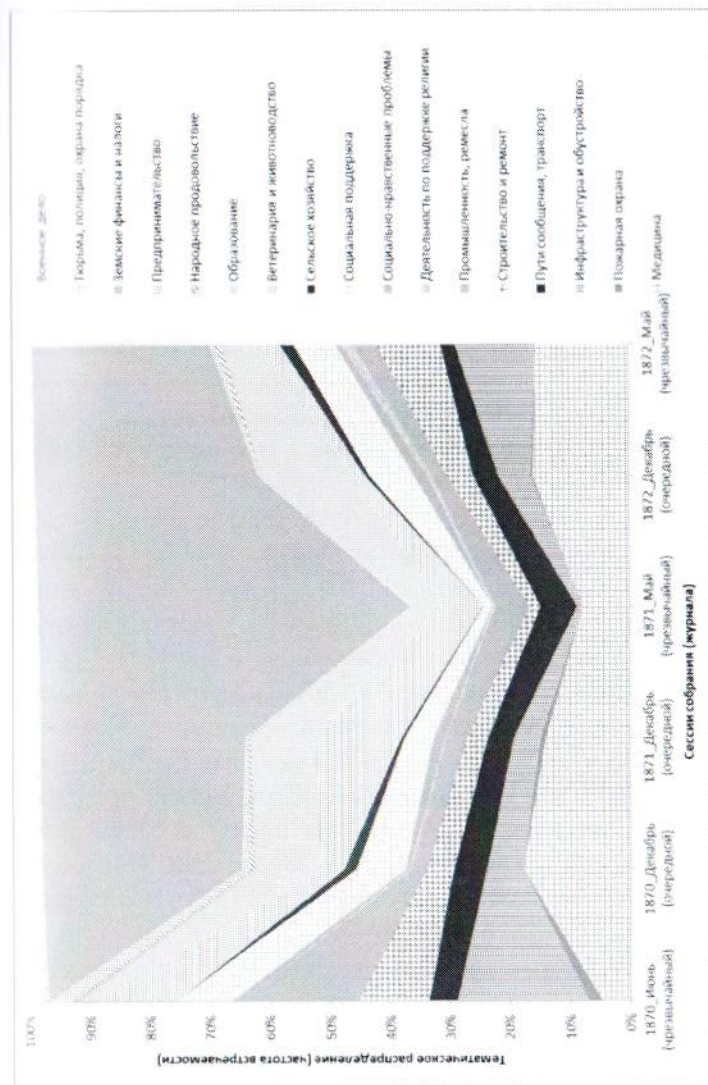 Военное дело
Тюрьма, полиция, охрана порядка
Земские финансы и налоги
Предпринимательство
Народное продовольствие
Образование
Ветеринария и животноводство
Сельское хозяйство
Социальная поддержка
Социально-нравственные проблемы
Деятельность по поддержке религии
Промышленность, ремесла
Строительство и ремонт
Пути сообщения, транспорт
Инфраструктура и обустройство
Пожарная охрана
Медицина
Тематическое распределение (частота встречаемости)
100%
90%
80%
70%
60%
50%
40%
30%
20%
10%
0%
1870_Июнь
(чрезвычайный)
1870_Декабрь
(очередной)
1871_Декабрь
(очередной)
1871_Май
(чрезвычайный)
1872_Декабрь
(очередной)
1872_Май
(чрезвычайный)
Сессии собрания (журнала)